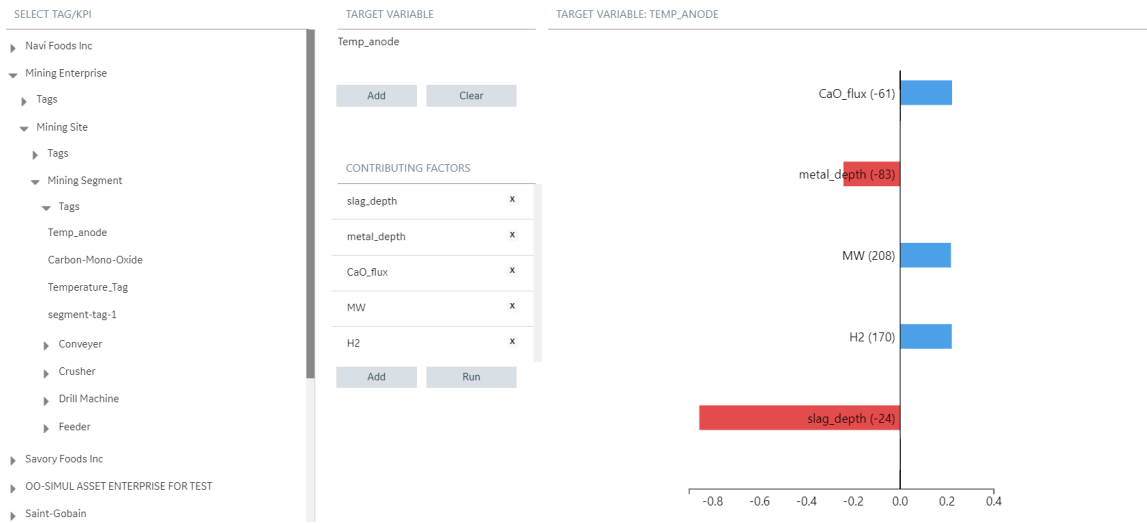 SELECT TAG/KPI
Navi Foods Inc
Mining Enterprise
Tags
Mining Site
Tags
Mining Segment
Tags
Temp_anode
Carbon-Mono-Oxide
Temperature_Tag
segment-tag-1
Conveyer
Crusher
Drill Machine
Feeder
Savory Foods Inc
OO-SIMUL ASSET ENTERPRISE FOR TEST
Saint-Gobain
TARGET VARIABLE
Temp_anode
Add Clear
CONTRIBUTING FACTORS
slag_depth x
metal_depth x
CaO_flux x
MW x
H2 x
Add Run
TARGET VARIABLE: TEMP_ANODE
CaO_flux (-61)
metal_depth (-83)
MW (208)
H2 (170)
slag_depth (-24)
-0.8 -0.6 -0.4 -0.2 0.0 0.2 0.4